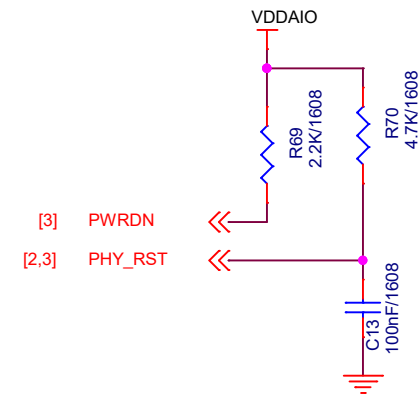 VDDAIO
R69
2.2K/1608
R70
4.7K/1608
[3] PWRDN
[2,3] PHY_RST
C13
100nF/1608